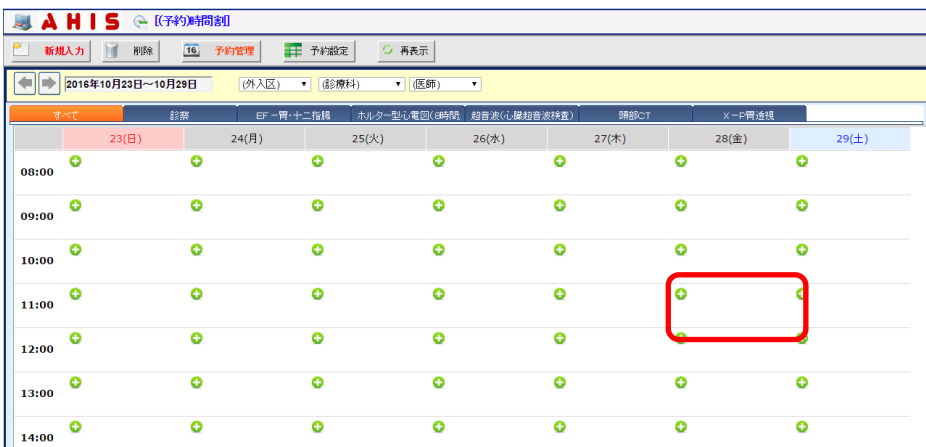 AHIS [(予約)時間割]
新規入力 削除 16 予約管理 予約設定 再表示
2016年10月23日～10月29日 (外入区) (診療科) (医師)
すべて 診察 EF－胃・十二指腸 ホルター型心電図(8時間) 超音波(心臓超音波検査) 頭部CT X－P胃透視
23(日) 24(月) 25(火) 26(水) 27(木) 28(金) 29(土)
08:00
09:00
10:00
11:00
12:00
13:00
14:00